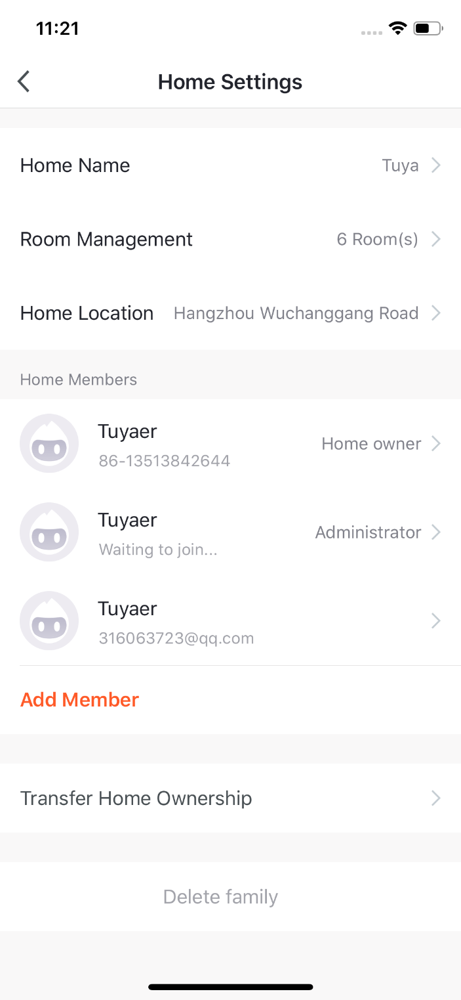 11:21
Home Settings
Home Name Tuya
Room Management 6 Room(s)
Home Location Hangzhou Wuchanggang Road
Home Members
Tuyaer
86-13513842644
Home owner
Tuyaer
Waiting to join...
Administrator
Tuyaer
316063723@qq.com
Add Member
Transfer Home Ownership
Delete family